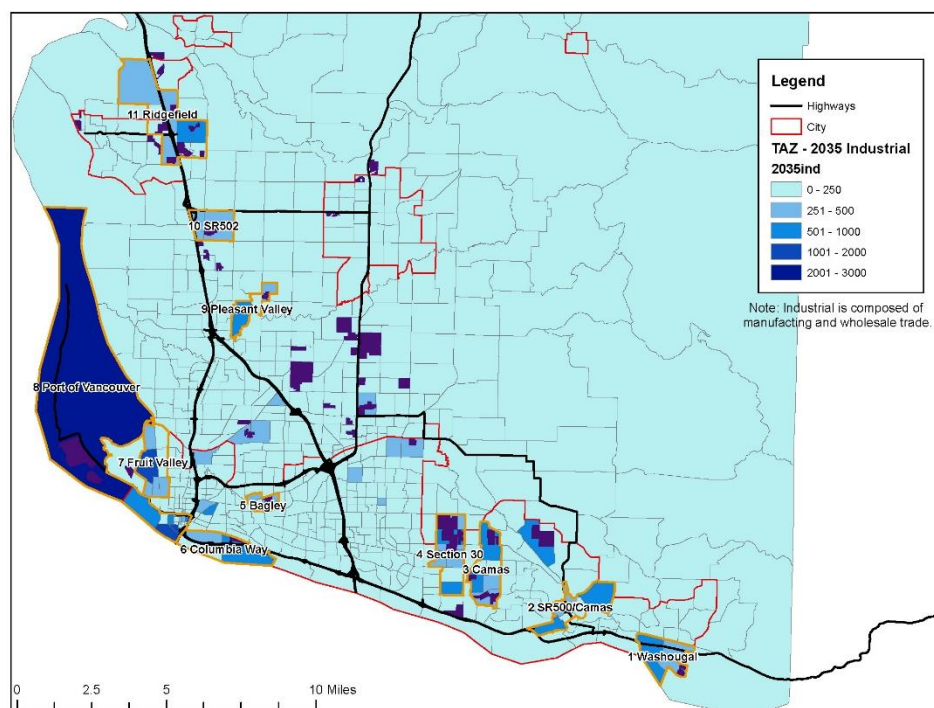 11 Ridgefield
10 SR502
9 Pleasant Valley
8 Port of Vancouver
7 Fruit Valley
5 Bagley
6 Columbia Way
4 Section 30
3 Camas
2 SR500/Camas
1 Washougal
Legend
Highways
City
TAZ - 2035 Industrial
2035ind
0 - 250
251 - 500
501 - 1000
1001 - 2000
2001 - 3000
Note: Industrial is composed of
manufacting and wholesale trade.
0 2.5 5 10 Miles